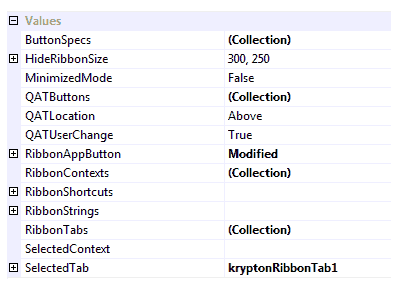 Values
ButtonSpecs (Collection)
HideRibbonSize 300, 250
MinimizedMode False
QATButtons (Collection)
QATLocation Above
QATUserChange True
RibbonAppButton Modified
RibbonContexts (Collection)
RibbonShortcuts
RibbonStrings
RibbonTabs (Collection)
SelectedContext
SelectedTab kryptonRibbonTab1